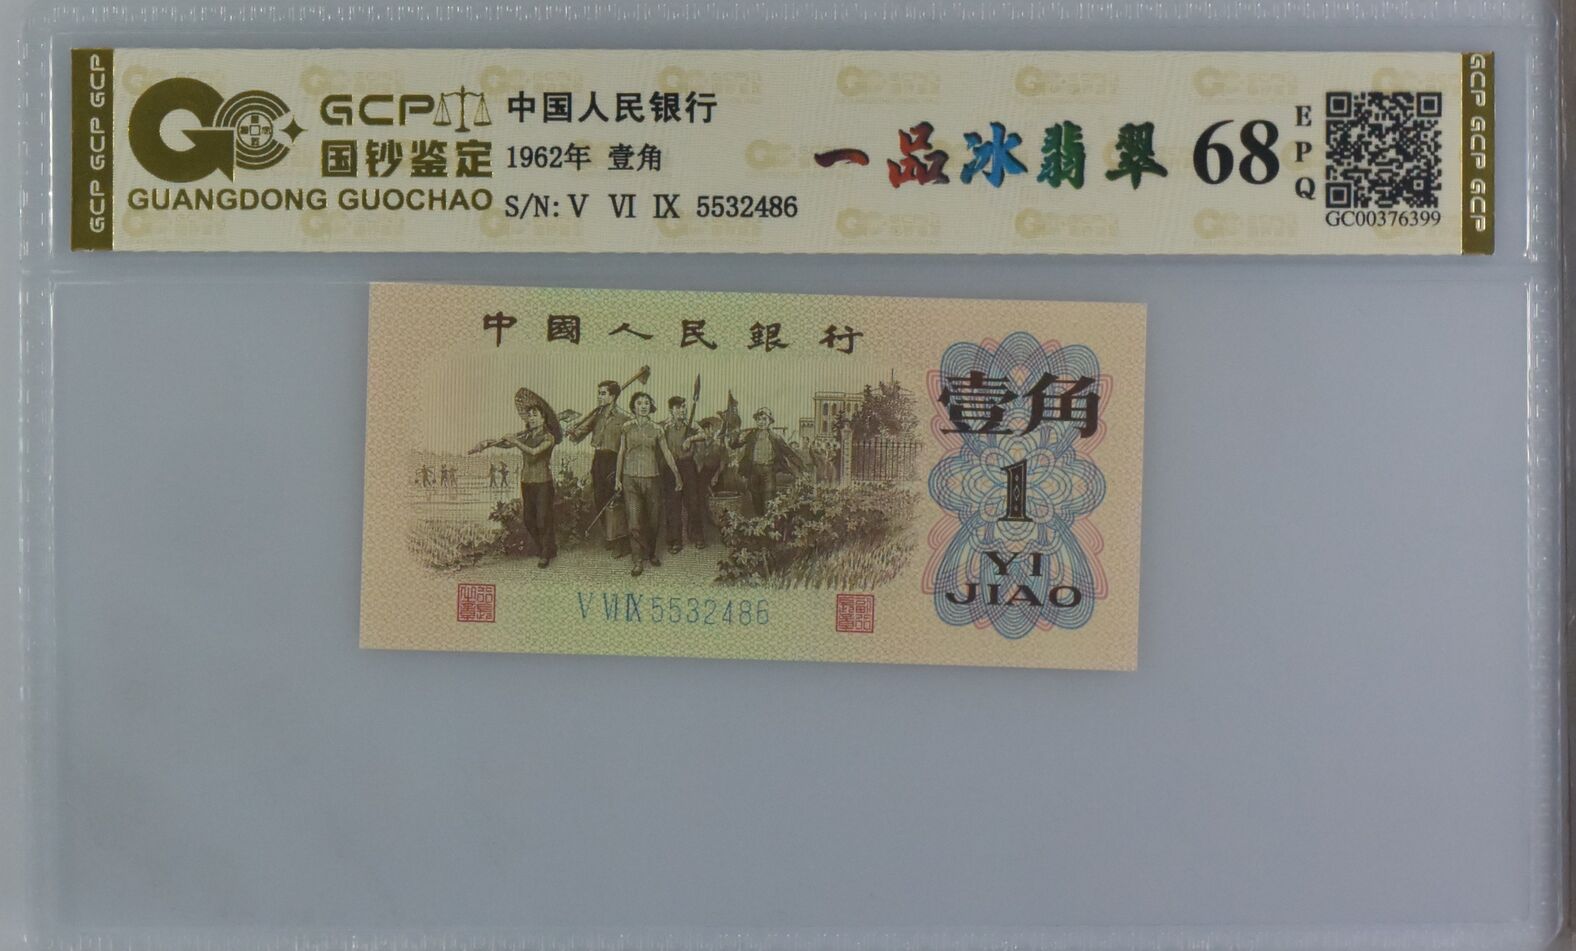 GCP GCP GCP
GCP
国钞鉴定
GUANGDONG GUOCHAO
中国人民银行
1962年 壹角
S/N: V VI IX 5532486
一品冰翡翠
68
EPQ
GC00376399
GCP GCP GCP
中國人民銀行
壹角
1
YI
JIAO
V VI IX 5532486